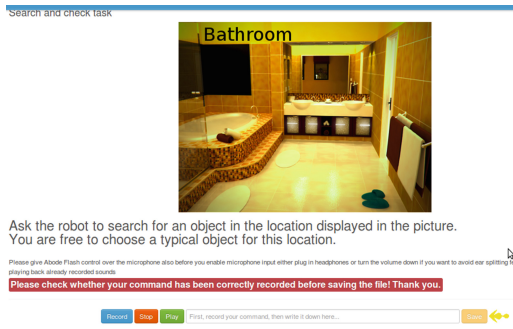 Search and check task
Bathroom
Ask the robot to search for an object in the location displayed in the picture.
You are free to choose a typical object for this location.
Please give Abode Flash control over the microphone also before you enable microphone input either plug in headphones or turn the volume down if you want to avoid ear splitting
playing back already recorded sounds
Please check whether your command has been correctly recorded before saving the file! Thank you.
Record Stop Play First, record your command, then write it down here... Save